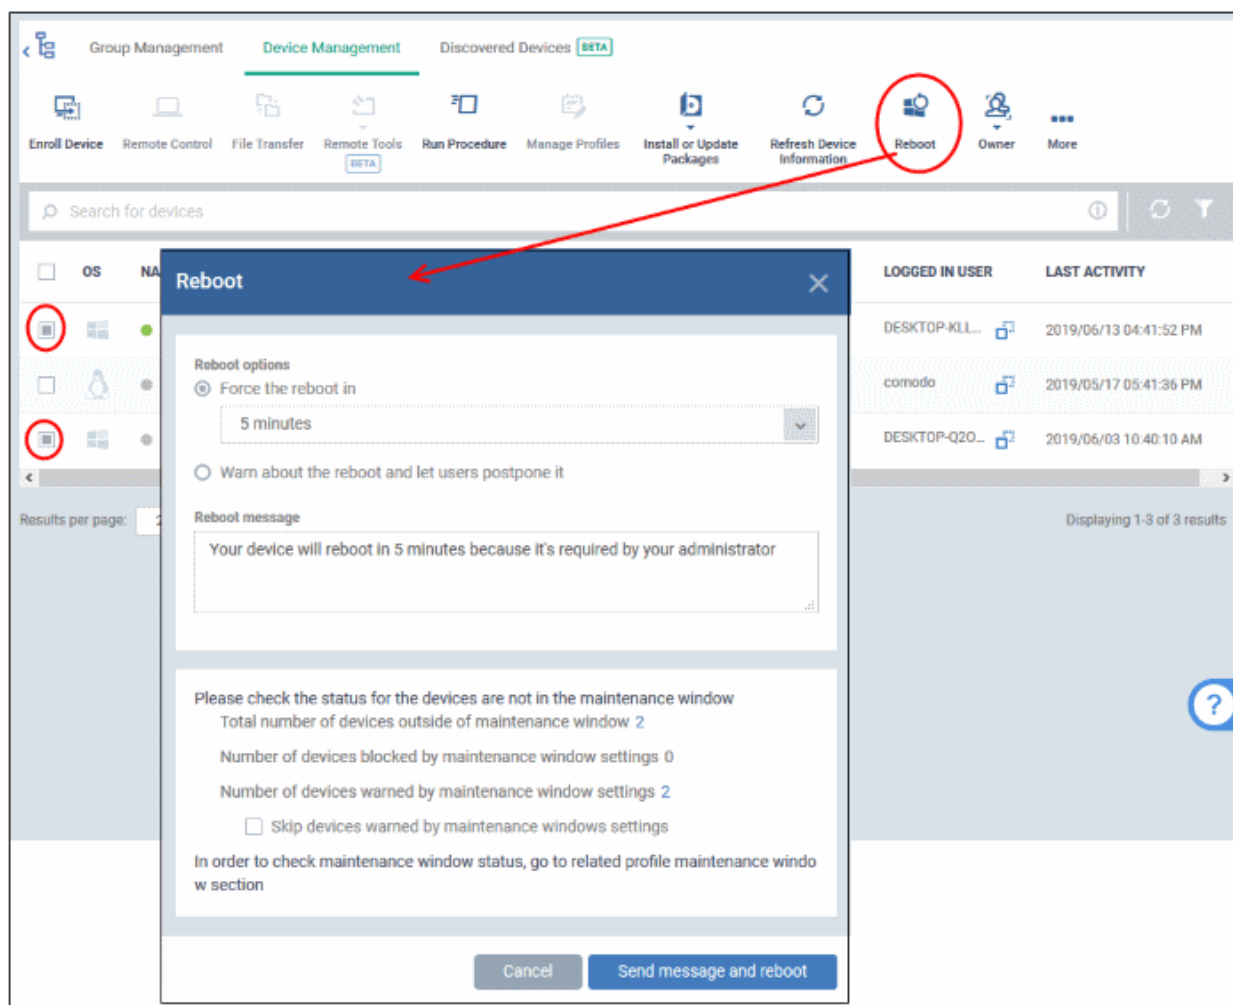 Group Management Device Management Discovered Devices BETA
Enroll Device Remote Control File Transfer Remote Tools BETA Run Procedure Manage Profiles Install or Update Packages Refresh Device Information Reboot Owner More
Search for devices
OS NA LOGGED IN USER LAST ACTIVITY
DESKTOP-KLL... 2019/06/13 04:41:52 PM
comodo 2019/05/17 05:41:36 PM
DESKTOP-Q2O... 2019/06/03 10:40:10 AM
Results per page: 2
Displaying 1-3 of 3 results
Reboot
Reboot options
Force the reboot in
5 minutes
Warn about the reboot and let users postpone it
Reboot message
Your device will reboot in 5 minutes because it's required by your administrator
Please check the status for the devices are not in the maintenance window
Total number of devices outside of maintenance window 2
Number of devices blocked by maintenance window settings 0
Number of devices warned by maintenance window settings 2
Skip devices warned by maintenance windows settings
In order to check maintenance window status, go to related profile maintenance windo
w section
Cancel Send message and reboot
?